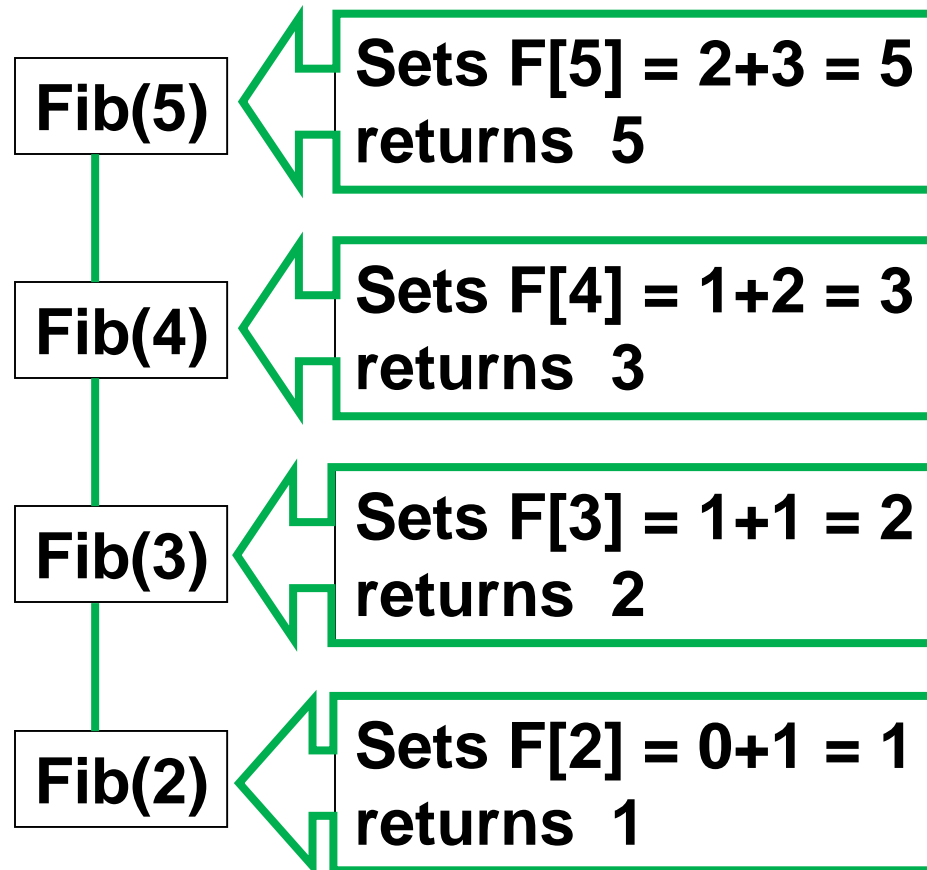 Fib(5)
Sets F[5] = 2+3 = 5
returns 5
Fib(4)
Sets F[4] = 1+2 = 3
returns 3
Fib(3)
Sets F[3] = 1+1 = 2
returns 2
Fib(2)
Sets F[2] = 0+1 = 1
returns 1